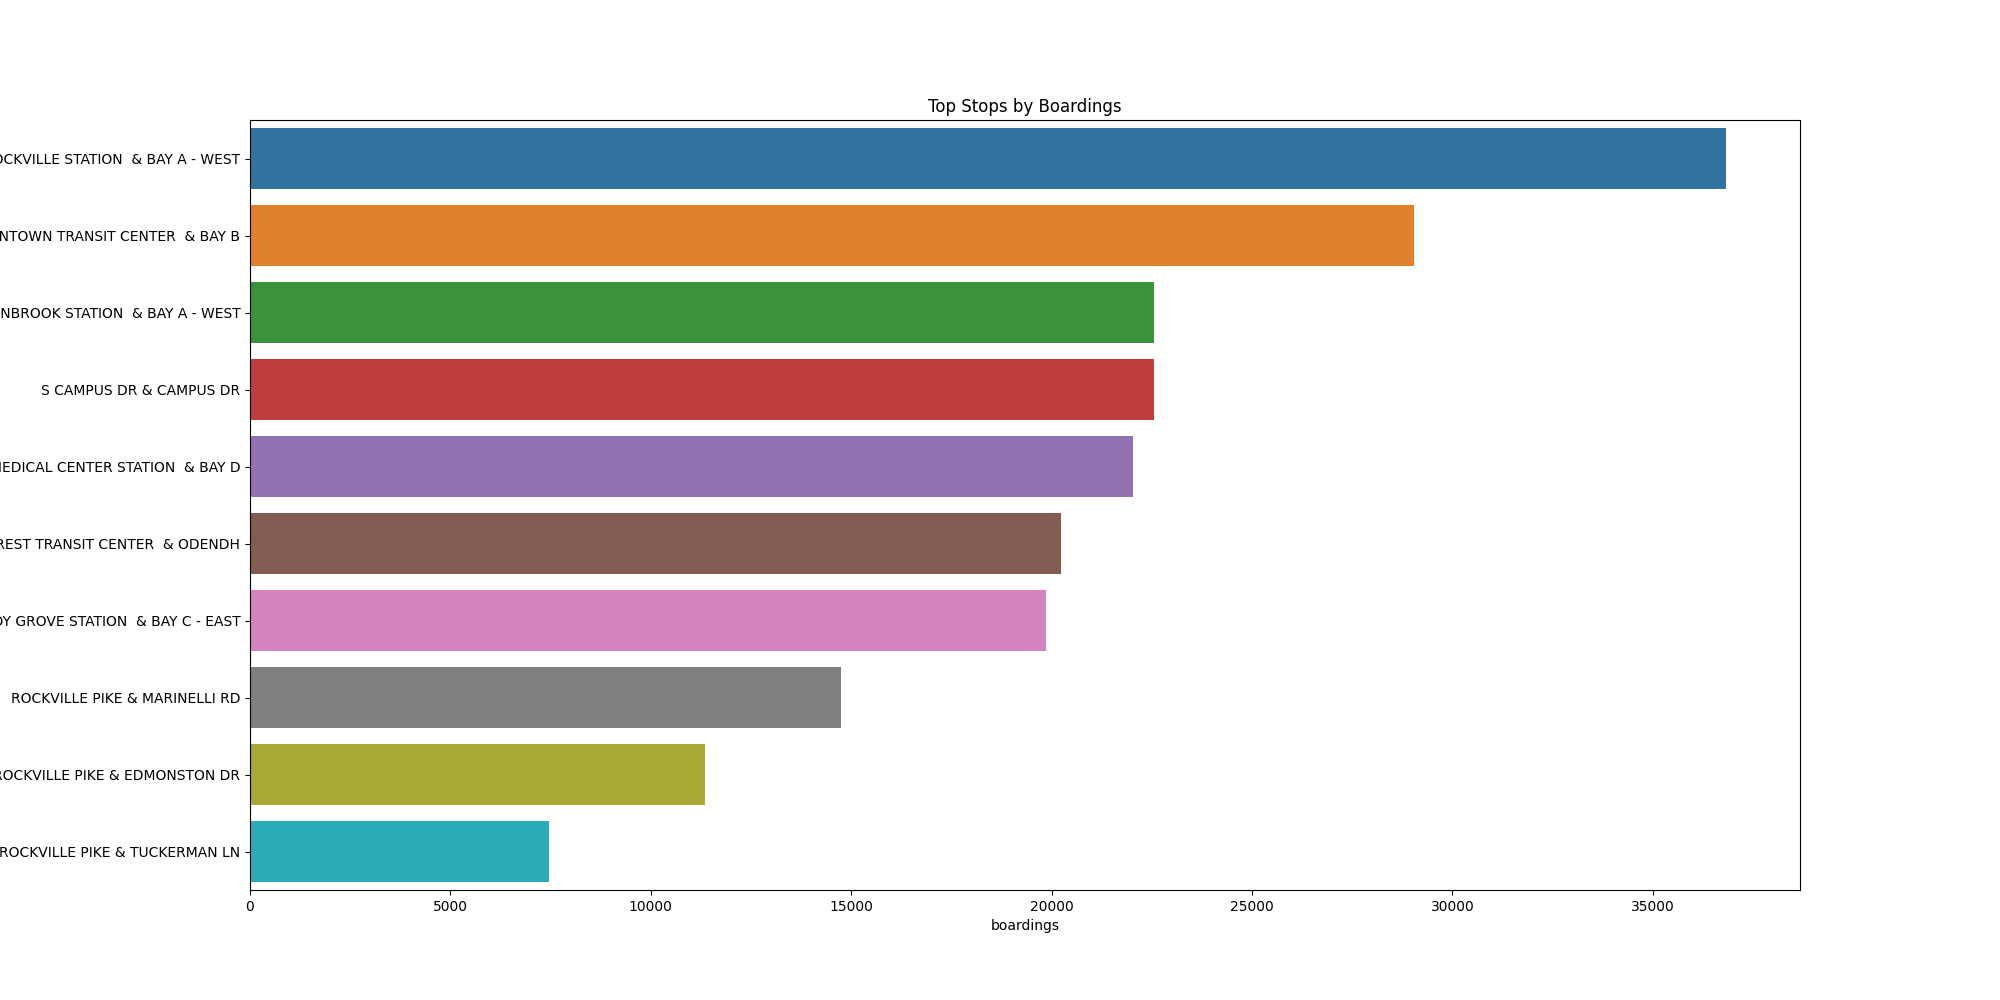 Top Stops by Boardings
OCKVILLE STATION  & BAY A - WEST
NTOWN TRANSIT CENTER  & BAY B
NBROOK STATION  & BAY A - WEST
S CAMPUS DR & CAMPUS DR
MEDICAL CENTER STATION  & BAY D
REST TRANSIT CENTER  & ODENDH
DY GROVE STATION  & BAY C - EAST
ROCKVILLE PIKE & MARINELLI RD
ROCKVILLE PIKE & EDMONSTON DR
ROCKVILLE PIKE & TUCKERMAN LN
0 5000 10000 15000 20000 25000 30000 35000
boardings